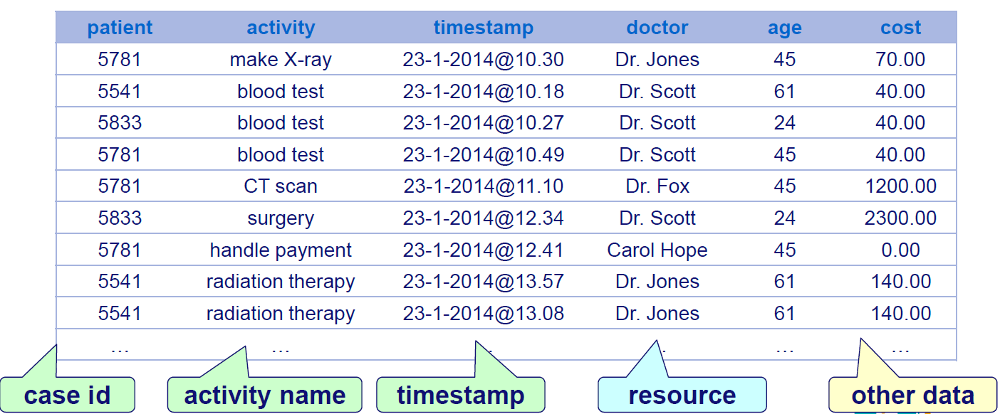 patient activity timestamp doctor age cost
5781 make X-ray 23-1-2014@10.30 Dr. Jones 45 70.00
5541 blood test 23-1-2014@10.18 Dr. Scott 61 40.00
5833 blood test 23-1-2014@10.27 Dr. Scott 24 40.00
5781 blood test 23-1-2014@10.49 Dr. Scott 45 40.00
5781 CT scan 23-1-2014@11.10 Dr. Fox 45 1200.00
5833 surgery 23-1-2014@12.34 Dr. Scott 24 2300.00
5781 handle payment 23-1-2014@12.41 Carol Hope 45 0.00
5541 radiation therapy 23-1-2014@13.57 Dr. Jones 61 140.00
5541 radiation therapy 23-1-2014@13.08 Dr. Jones 61 140.00
… … . . … …
case id activity name timestamp resource other data